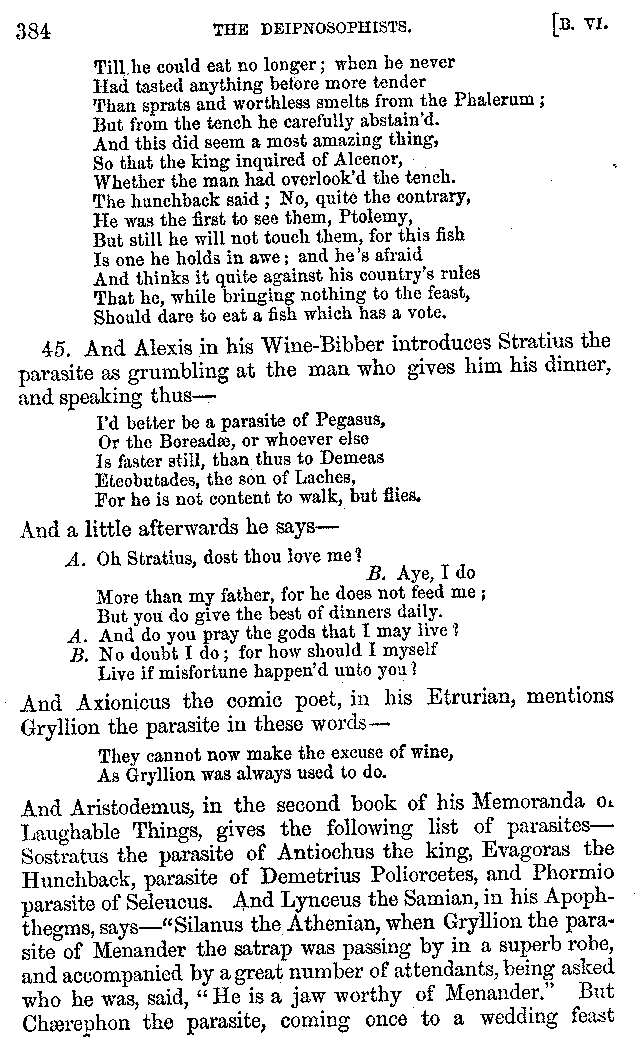 384 THE DEIPNOSOPHISTS. [B. VI.
Till he could eat no longer; when he never
Had tasted anything before more tender
Than sprats and worthless smelts from the Phalerum;
But from the tench he carefully abstain'd.
And this did seem a most amazing thing,
So that the king inquired of Alcenor,
Whether the man had overlook'd the tench.
The hunchback said; No, quite the contrary,
He was the first to see them, Ptolemy,
But still he will not touch them, for this fish
Is one he holds in awe; and he's afraid
And thinks it quite against his country's rules
That he, while bringing nothing to the feast,
Should dare to eat a fish which has a vote.
45. And Alexis in his Wine-Bibber introduces Stratius the
parasite as grumbling at the man who gives him his dinner,
and speaking thus—
I'd better be a parasite of Pegasus,
Or the Boreadæ, or whoever else
Is faster still, than thus to Demeas
Eteobutades, the son of Laches,
For he is not content to walk, but flies.
And a little afterwards he says—
A. Oh Stratius, dost thou love me?
B. Aye, I do
More than my father, for he does not feed me;
But you do give the best of dinners daily.
A. And do you pray the gods that I may live?
B. No doubt I do; for how should I myself
Live if misfortune happen'd unto you?
And Axionicus the comic poet, in his Etrurian, mentions
Gryllion the parasite in these words—
They cannot now make the excuse of wine,
As Gryllion was always used to do.
And Aristodemus, in the second book of his Memoranda of
Laughable Things, gives the following list of parasites—
Sostratus the parasite of Antiochus the king, Evagoras the
Hunchback, parasite of Demetrius Poliorcetes, and Phormio
parasite of Seleucus. And Lynceus the Samian, in his Apoph-
thegms, says—"Silanus the Athenian, when Gryllion the para-
site of Menander the satrap was passing by in a superb robe,
and accompanied by a great number of attendants, being asked
who he was, said, "He is a jaw worthy of Menander." But
Chærephon the parasite, coming once to a wedding feast